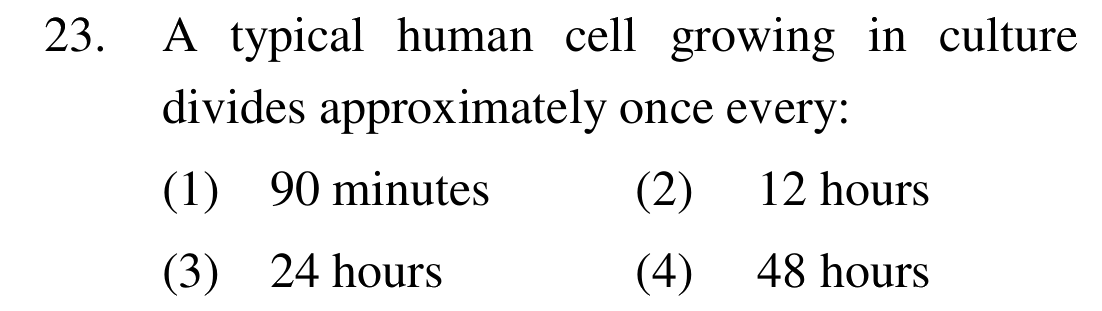 23. A typical human cell growing in culture
divides approximately once every:
(1) 90 minutes (2) 12 hours
(3) 24 hours (4) 48 hours